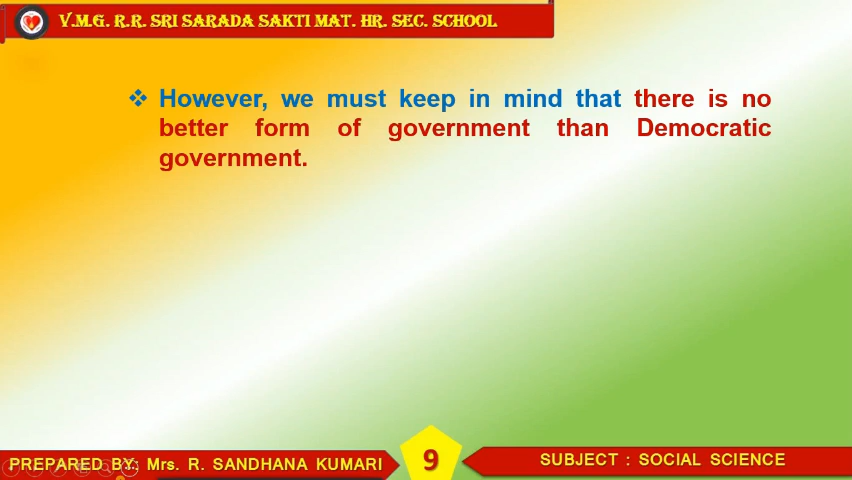 V.M.G. R.R. SRI SARADA SAKTI MAT. HR. SEC. SCHOOL
❖ However, we must keep in mind that there is no
better form of government than Democratic
government.
PREPARED BY: Mrs. R. SANDHANA KUMARI
9
SUBJECT : SOCIAL SCIENCE